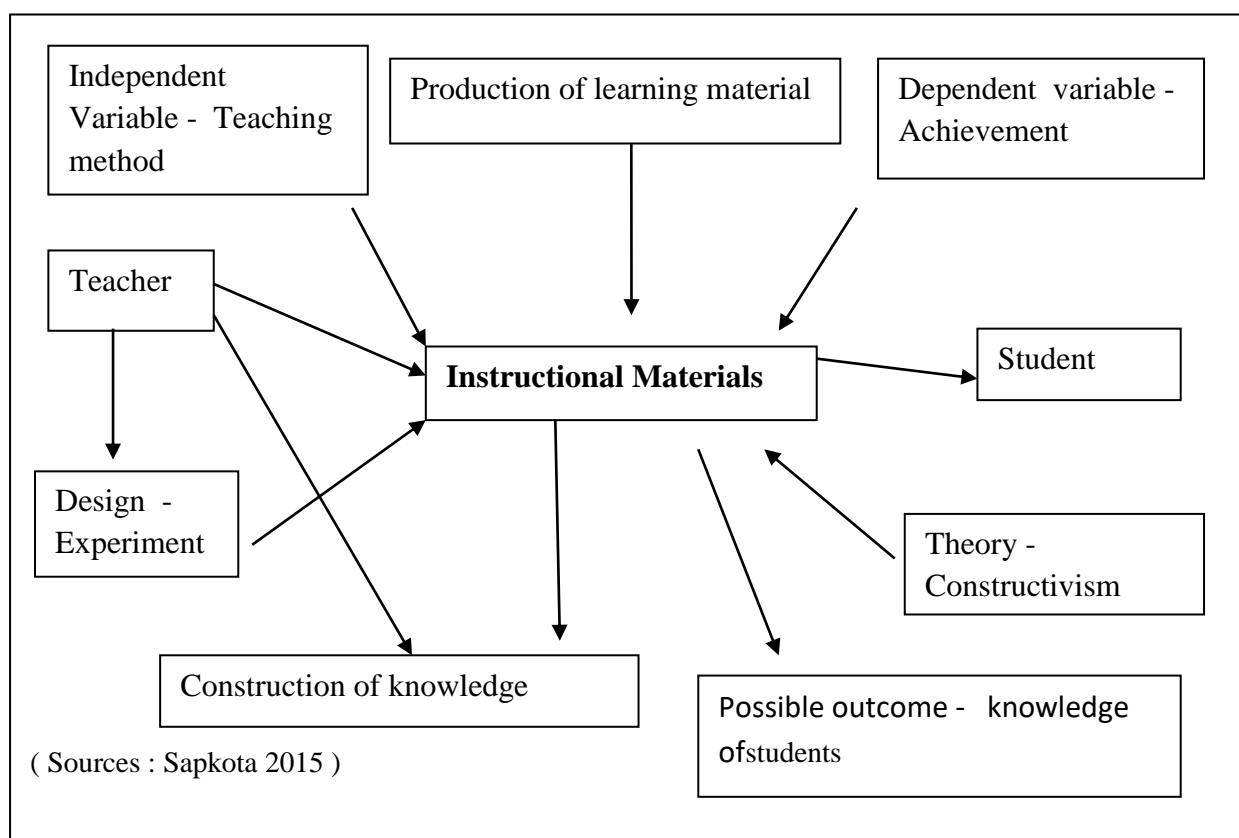 Independent
Variable - Teaching
method
Production of learning material
Dependent variable -
Achievement
Teacher
Instructional Materials
Student
Design -
Experiment
Theory -
Constructivism
Construction of knowledge
Possible outcome - knowledge
ofstudents
( Sources : Sapkota 2015 )